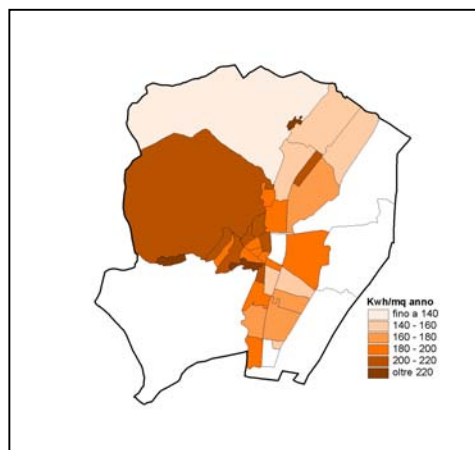 Kwh/mq anno
fino a 140
140 - 160
160 - 180
180 - 200
200 - 220
oltre 220